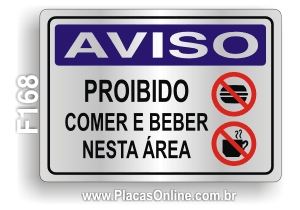 AVISO
PROIBIDO
COMER E BEBER
NESTA ÁREA
F168
www.PlacasOnline.com.br